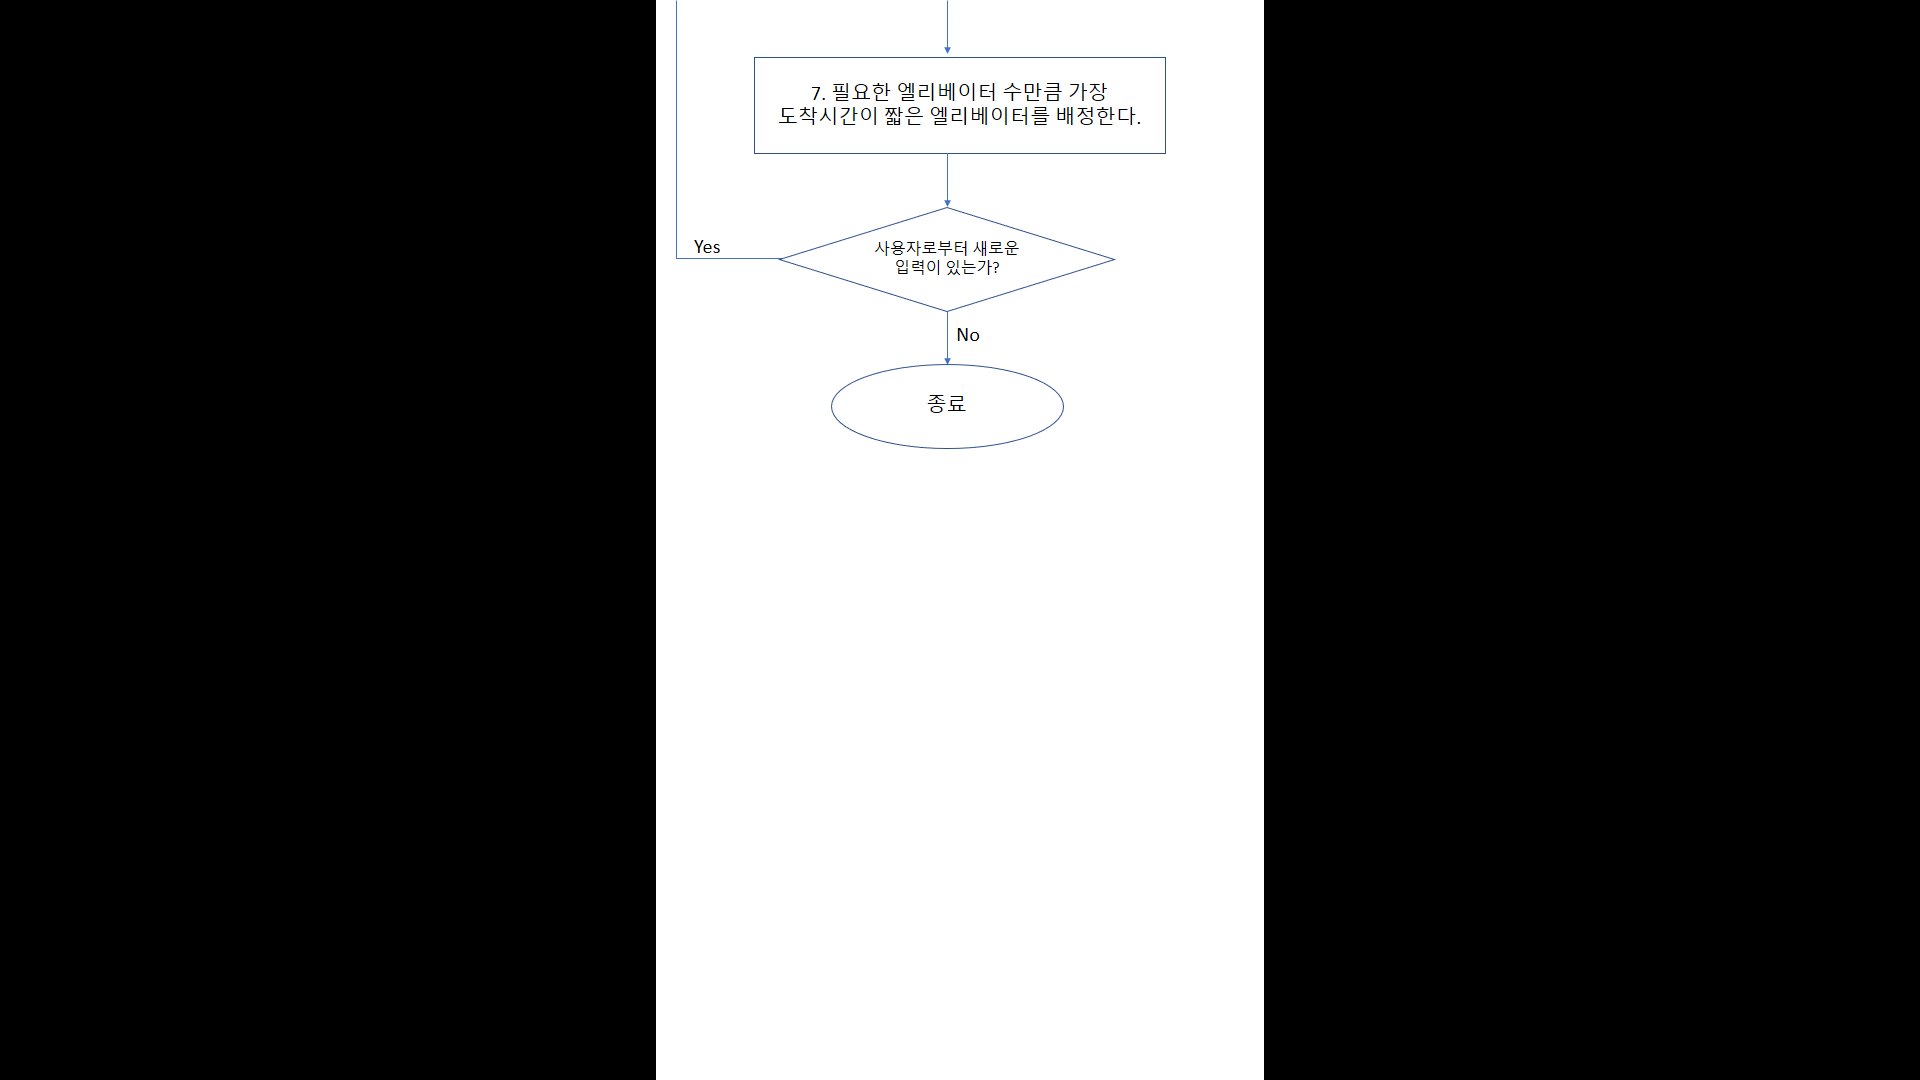 7. 필요한 엘리베이터 수만큼 가장
도착시간이 짧은 엘리베이터를 배정한다.
사용자로부터 새로운
입력이 있는가?
Yes
No
종료